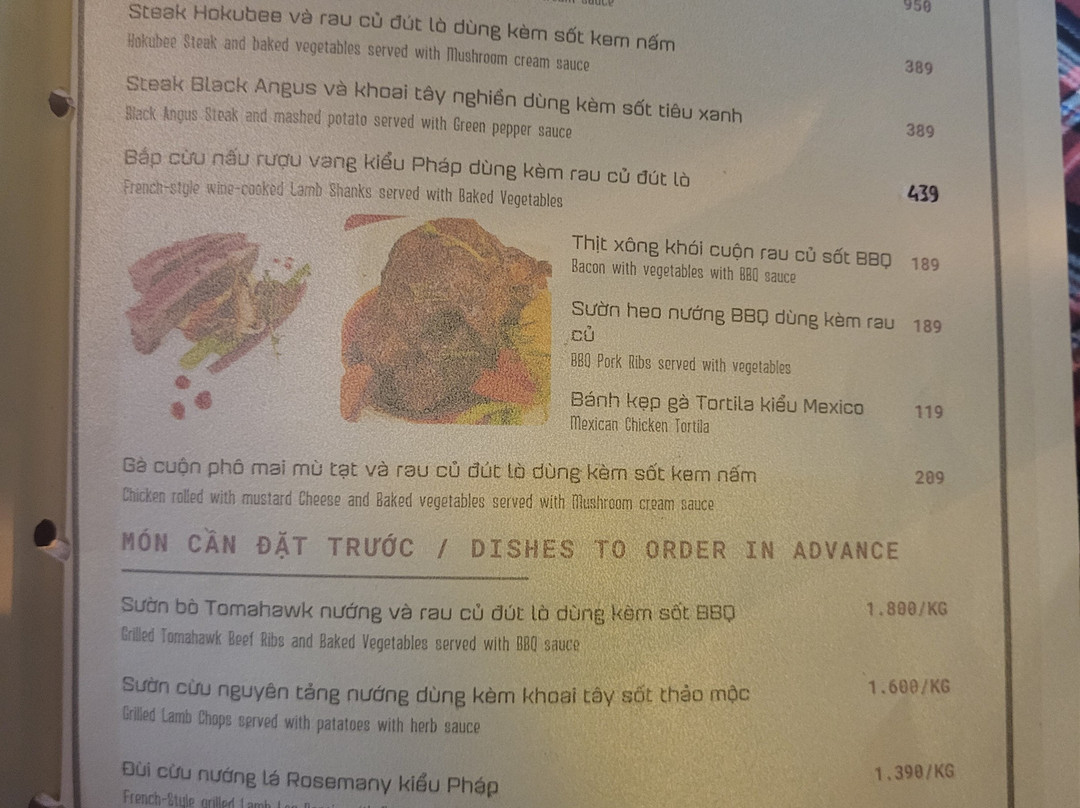 sauce
950
Steak Hokubee và rau củ đút lò dùng kèm sốt kem nấm
Hokubee Steak and baked vegetables served with Mushroom cream sauce
389
Steak Black Angus và khoai tây nghiền dùng kèm sốt tiêu xanh
Black Angus Steak and mashed potato served with Green pepper sauce
389
Bắp cừu nấu rượu vang kiểu Pháp dùng kèm rau củ đút lò
French-style wine-cooked Lamb Shanks served with Baked Vegetables
439
Thịt xông khói cuộn rau củ sốt BBQ 189
Bacon with vegetables with BBQ sauce
Sườn heo nướng BBQ dùng kèm rau 189
củ
BBQ Pork Ribs served with vegetables
Bánh kẹp gà Tortila kiểu Mexico 119
Mexican Chicken Tortila
Gà cuộn phô mai mù tạt và rau củ đút lò dùng kèm sốt kem nấm 209
Chicken rolled with mustard Cheese and Baked vegetables served with Mushroom cream sauce
MÓN CẦN ĐẶT TRƯỚC / DISHES TO ORDER IN ADVANCE
Sườn bò Tomahawk nướng và rau củ đút lò dùng kèm sốt BBQ 1.800/KG
Grilled Tomahawk Beef Ribs and Baked Vegetables served with BBQ sauce
Sườn cừu nguyên tảng nướng dùng kèm khoai tây sốt thảo mộc 1.600/KG
Grilled Lamb Chops served with patatoes with herb sauce
Đùi cừu nướng lá Rosemany kiểu Pháp 1.390/KG
French-Style grilled Lamb Leg